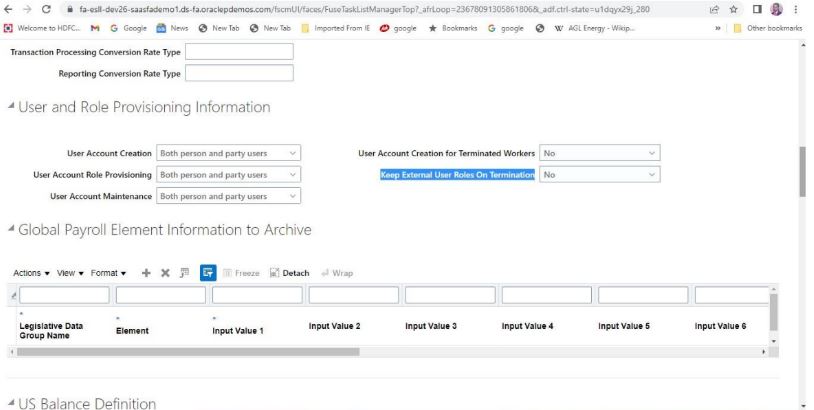 fa-esll-dev26-saasfademo1.ds-fa.oraclepdemos.com/fscmUI/faces/FuseTaskListManagerTop?_afrLoop=23678091305861806&_adf.ctrl-state=u1dqyx29j_280
Welcome to HDFC... G Google News New Tab New Tab Imported From IE google Bookmarks G google W AGL Energy - Wikip... » Other bookmarks
Transaction Processing Conversion Rate Type
Reporting Conversion Rate Type
User and Role Provisioning Information
User Account Creation Both person and party users User Account Creation for Terminated Workers No
User Account Role Provisioning Both person and party users Keep External User Roles On Termination No
User Account Maintenance Both person and party users
Global Payroll Element Information to Archive
Actions View Format Freeze Detach Wrap
Legislative Data Group Name Element Input Value 1 Input Value 2 Input Value 3 Input Value 4 Input Value 5 Input Value 6
US Balance Definition